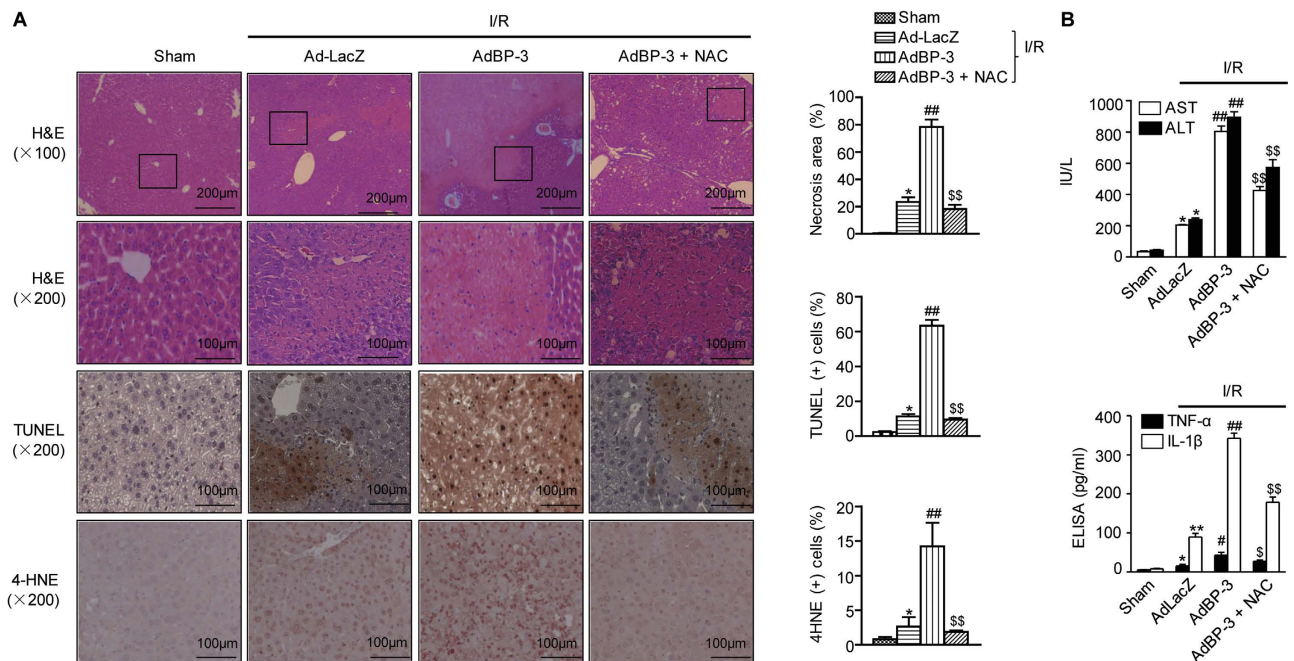 A
I/R
Sham
Ad-LacZ
AdBP-3
AdBP-3 + NAC
H&E
(×100)
200µm
200µm
200µm
200µm
H&E
(×200)
100µm
100µm
100µm
100µm
TUNEL
(×200)
100µm
100µm
100µm
100µm
4-HNE
(×200)
100µm
100µm
100µm
100µm
Sham
Ad-LacZ
AdBP-3
AdBP-3 + NAC
I/R
Necrosis area (%)
100
80
60
40
20
0
*
##
$$
TUNEL (+) cells (%)
80
60
40
20
0
*
##
$$
4HNE (+) cells (%)
20
15
10
5
0
*
##
$$
B
I/R
AST
ALT
IU/L
1000
800
600
400
200
0
*
*
##
##
$$
$$
Sham
AdLacZ
AdBP-3
AdBP-3 + NAC
I/R
TNF-α
IL-1β
ELISA (pg/ml)
400
300
200
100
0
*
**
#
##
$
$$
Sham
AdLacZ
AdBP-3
AdBP-3 + NAC